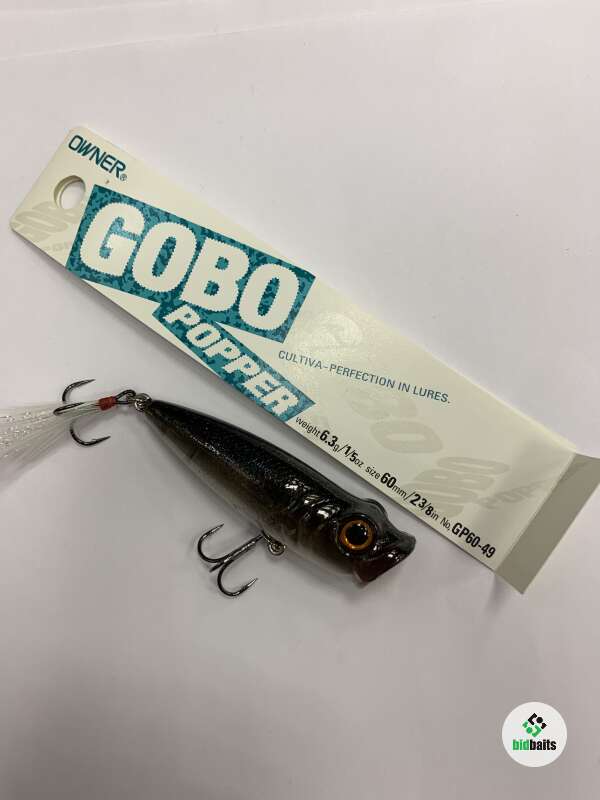 OWNER®
GOBO
POPPER
CULTIVA-PERFECTION IN LURES.
weight 6.3g/1/5oz size 60mm/2 3/8in No. GP60-49
bidbaits